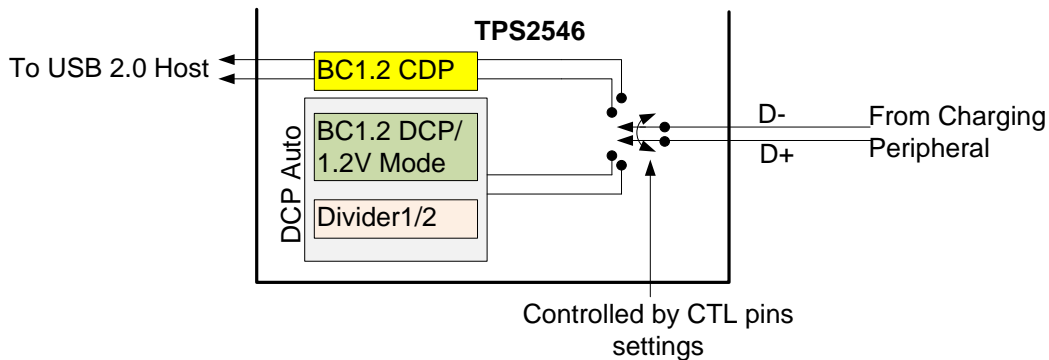 TPS2546
To USB 2.0 Host
BC1.2 CDP
DCP Auto
BC1.2 DCP/
1.2V Mode
Divider1/2
D-
D+
From Charging
Peripheral
Controlled by CTL pins
settings